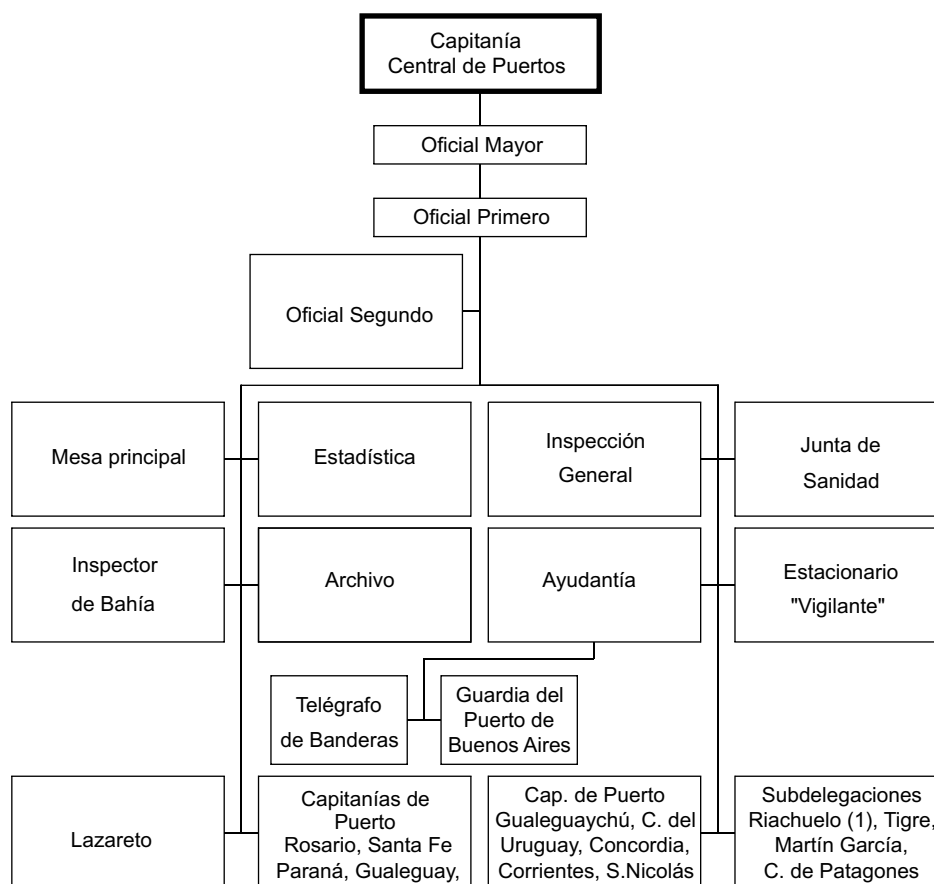 Capitanía
Central de Puertos
Oficial Mayor
Oficial Primero
Oficial Segundo
Mesa principal
Estadística
Inspección
General
Junta de
Sanidad
Inspector
de Bahía
Archivo
Ayudantía
Estacionario
"Vigilante"
Telégrafo
de Banderas
Guardia del
Puerto de
Buenos Aires
Lazareto
Capitanías de
Puerto
Rosario, Santa Fe
Paraná, Gualeguay,
Cap. de Puerto
Gualeguaychú, C. del
Uruguay, Concordia,
Corrientes, S.Nicolás
Subdelegaciones
Riachuelo (1), Tigre,
Martín García,
C. de Patagones